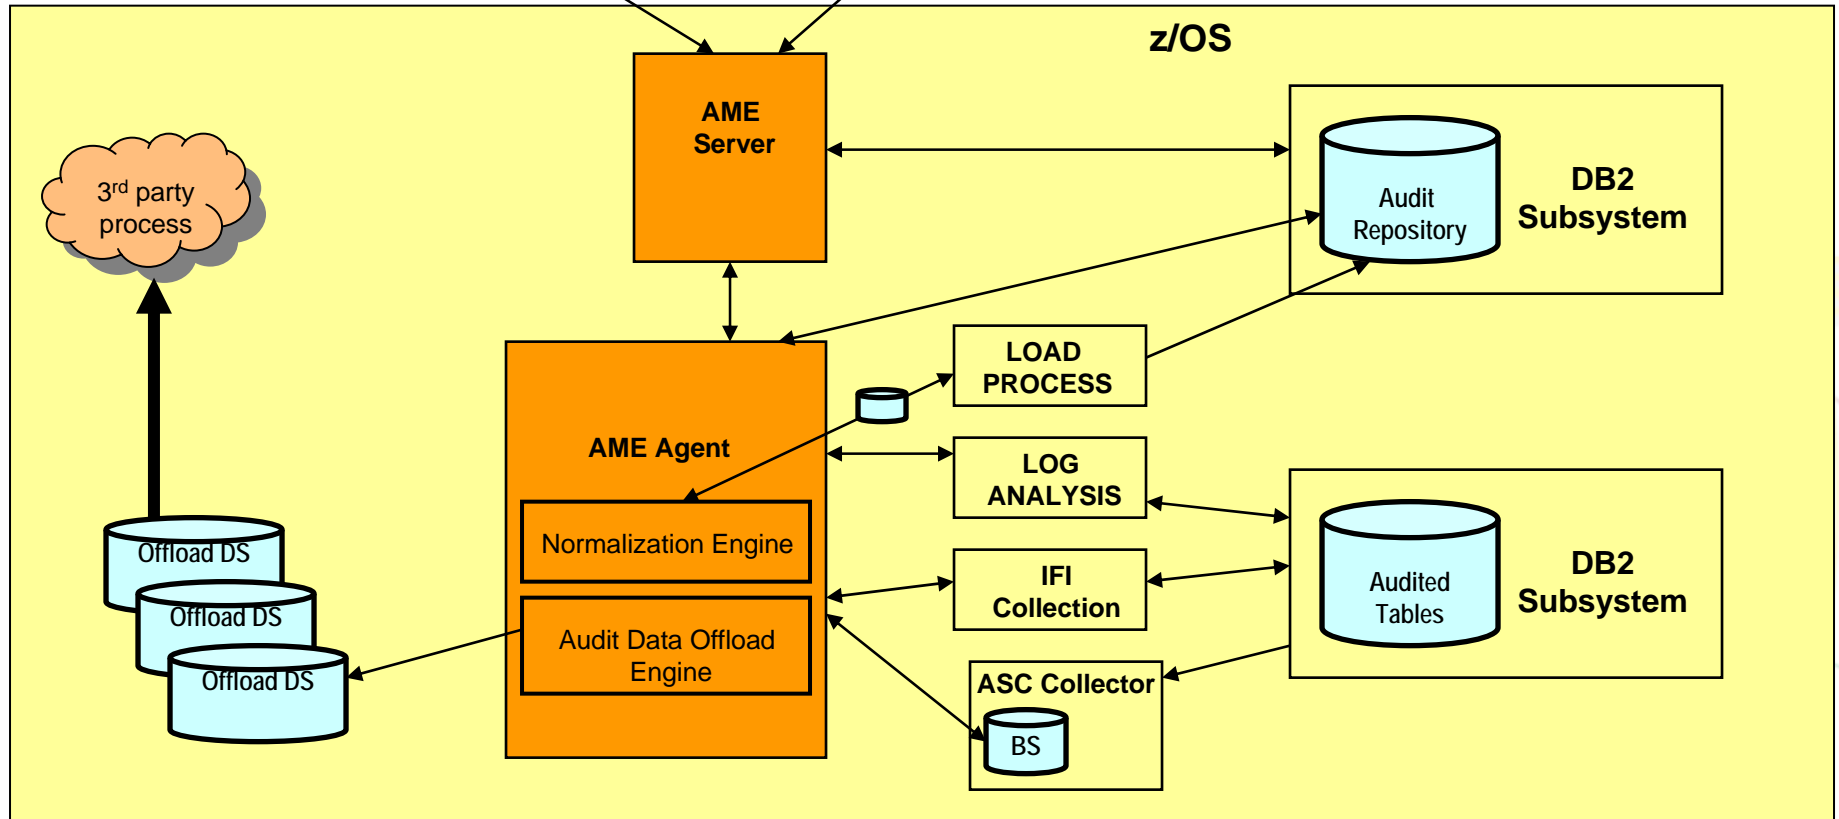 z/OS
AME
Server
3rd party
process
Audit
Repository
DB2
Subsystem
LOAD
PROCESS
AME Agent
LOG
ANALYSIS
Normalization Engine
IFI
Collection
Audited
Tables
DB2
Subsystem
Offload DS
Offload DS
Offload DS
Audit Data Offload
Engine
ASC Collector
BS